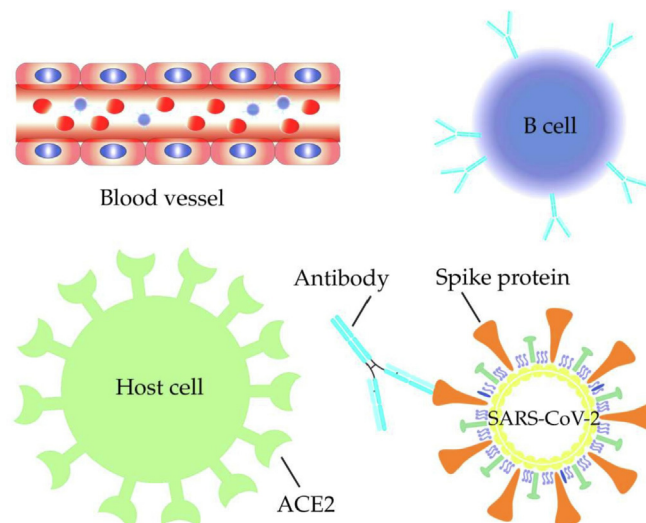 B cell
Blood vessel
Antibody
Spike protein
Host cell
SARS-CoV-2
ACE2